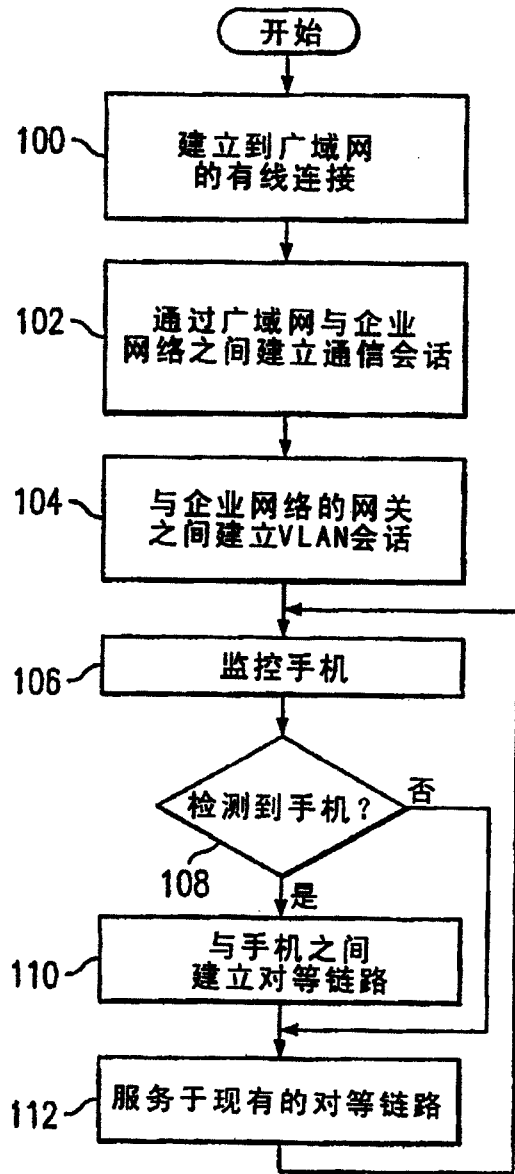 开始
100
建立到广域网
的有线连接
102
通过广域网与企业
网络之间建立通信会话
104
与企业网络的网关
之间建立VLAN会话
106
监控手机
检测到手机?
否
108
是
110
与手机之间
建立对等链路
112
服务于现有的对等链路